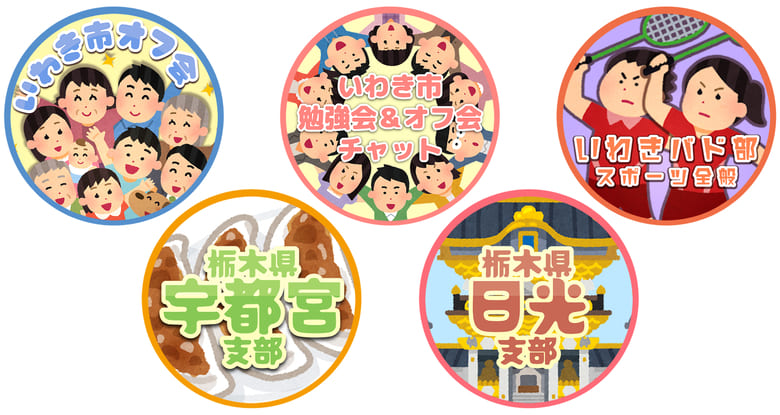 いわき市オフ会
いわき市
勉強会&オフ会
チャット
いわきバド部
スポーツ全般
栃木県
宇都宮
支部
栃木県
日光
支部